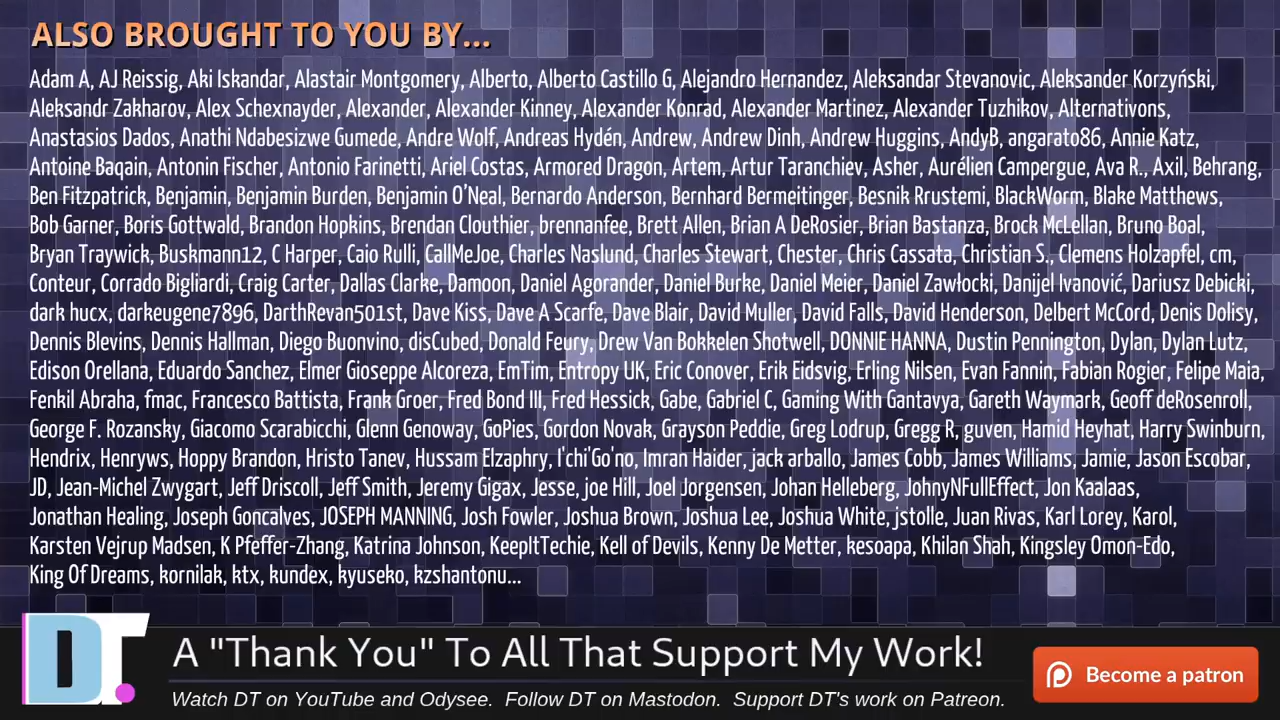 ALSO BROUGHT TO YOU BY...
Adam A, AJ Reissig, Aki Iskandar, Alastair Montgomery, Alberto, Alberto Castillo G, Alejandro Hernandez, Aleksandar Stevanovic, Aleksander Korzyński,
Aleksandr Zakharov, Alex Schexnayder, Alexander, Alexander Kinney, Alexander Konrad, Alexander Martinez, Alexander Tuzhikov, Alternativons,
Anastasios Dados, Anathi Ndabesizwe Gumede, Andre Wolf, Andreas Hydén, Andrew, Andrew Dinh, Andrew Huggins, AndyB, angarato86, Annie Katz,
Antoine Baqain, Antonin Fischer, Antonio Farinetti, Ariel Costas, Armored Dragon, Artem, Artur Taranchiev, Asher, Aurélien Campergue, Ava R., Axil, Behrang,
Ben Fitzpatrick, Benjamin, Benjamin Burden, Benjamin O'Neal, Bernardo Anderson, Bernhard Bermeitinger, Besnik Rrustemi, BlackWorm, Blake Matthews,
Bob Garner, Boris Gottwald, Brandon Hopkins, Brendan Clouthier, brennanfee, Brett Allen, Brian A DeRosier, Brian Bastanza, Brock McLellan, Bruno Boal,
Bryan Traywick, Buskmann12, C Harper, Caio Rulli, CallMeJoe, Charles Naslund, Charles Stewart, Chester, Chris Cassata, Christian S., Clemens Holzapfel, cm,
Conteur, Corrado Bigliardi, Craig Carter, Dallas Clarke, Damoon, Daniel Agorander, Daniel Burke, Daniel Meier, Daniel Zawłocki, Danijel Ivanović, Dariusz Debicki,
dark hucx, darkeugene7896, DarthRevan501st, Dave Kiss, Dave A Scarfe, Dave Blair, David Muller, David Falls, David Henderson, Delbert McCord, Denis Dolisy,
Dennis Blevins, Dennis Hallman, Diego Buonvino, disCubed, Donald Feury, Drew Van Bokkelen Shotwell, DONNIE HANNA, Dustin Pennington, Dylan, Dylan Lutz,
Edison Orellana, Eduardo Sanchez, Elmer Gioseppe Alcoreza, EmTim, Entropy UK, Eric Conover, Erik Eidsvig, Erling Nilsen, Evan Fannin, Fabian Rogier, Felipe Maia,
Fenkil Abraha, fmac, Francesco Battista, Frank Groer, Fred Bond III, Fred Hessick, Gabe, Gabriel C, Gaming With Gantavya, Gareth Waymark, Geoff deRosenroll,
George F. Rozansky, Giacomo Scarabicchi, Glenn Genoway, GoPies, Gordon Novak, Grayson Peddie, Greg Lodrup, Gregg R, guven, Hamid Heyhat, Harry Swinburn,
Hendrix, Henryws, Hoppy Brandon, Hristo Tanev, Hussam Elzaphry, I'chi'Go'no, Imran Haider, jack arballo, James Cobb, James Williams, Jamie, Jason Escobar,
JD, Jean-Michel Zwygart, Jeff Driscoll, Jeff Smith, Jeremy Gigax, Jesse, joe Hill, Joel Jorgensen, Johan Helleberg, JohnyNFullEffect, Jon Kaalaas,
Jonathan Healing, Joseph Goncalves, JOSEPH MANNING, Josh Fowler, Joshua Brown, Joshua Lee, Joshua White, jstolle, Juan Rivas, Karl Lorey, Karol,
Karsten Vejrup Madsen, K Pfeffer-Zhang, Katrina Johnson, KeepItTechie, Kell of Devils, Kenny De Metter, kesoapa, Khilan Shah, Kingsley Omon-Edo,
King Of Dreams, kornilak, ktx, kundex, kyuseko, kzshantonu...
DT
A "Thank You" To All That Support My Work!
Become a patron
Watch DT on YouTube and Odysee. Follow DT on Mastodon. Support DT's work on Patreon.